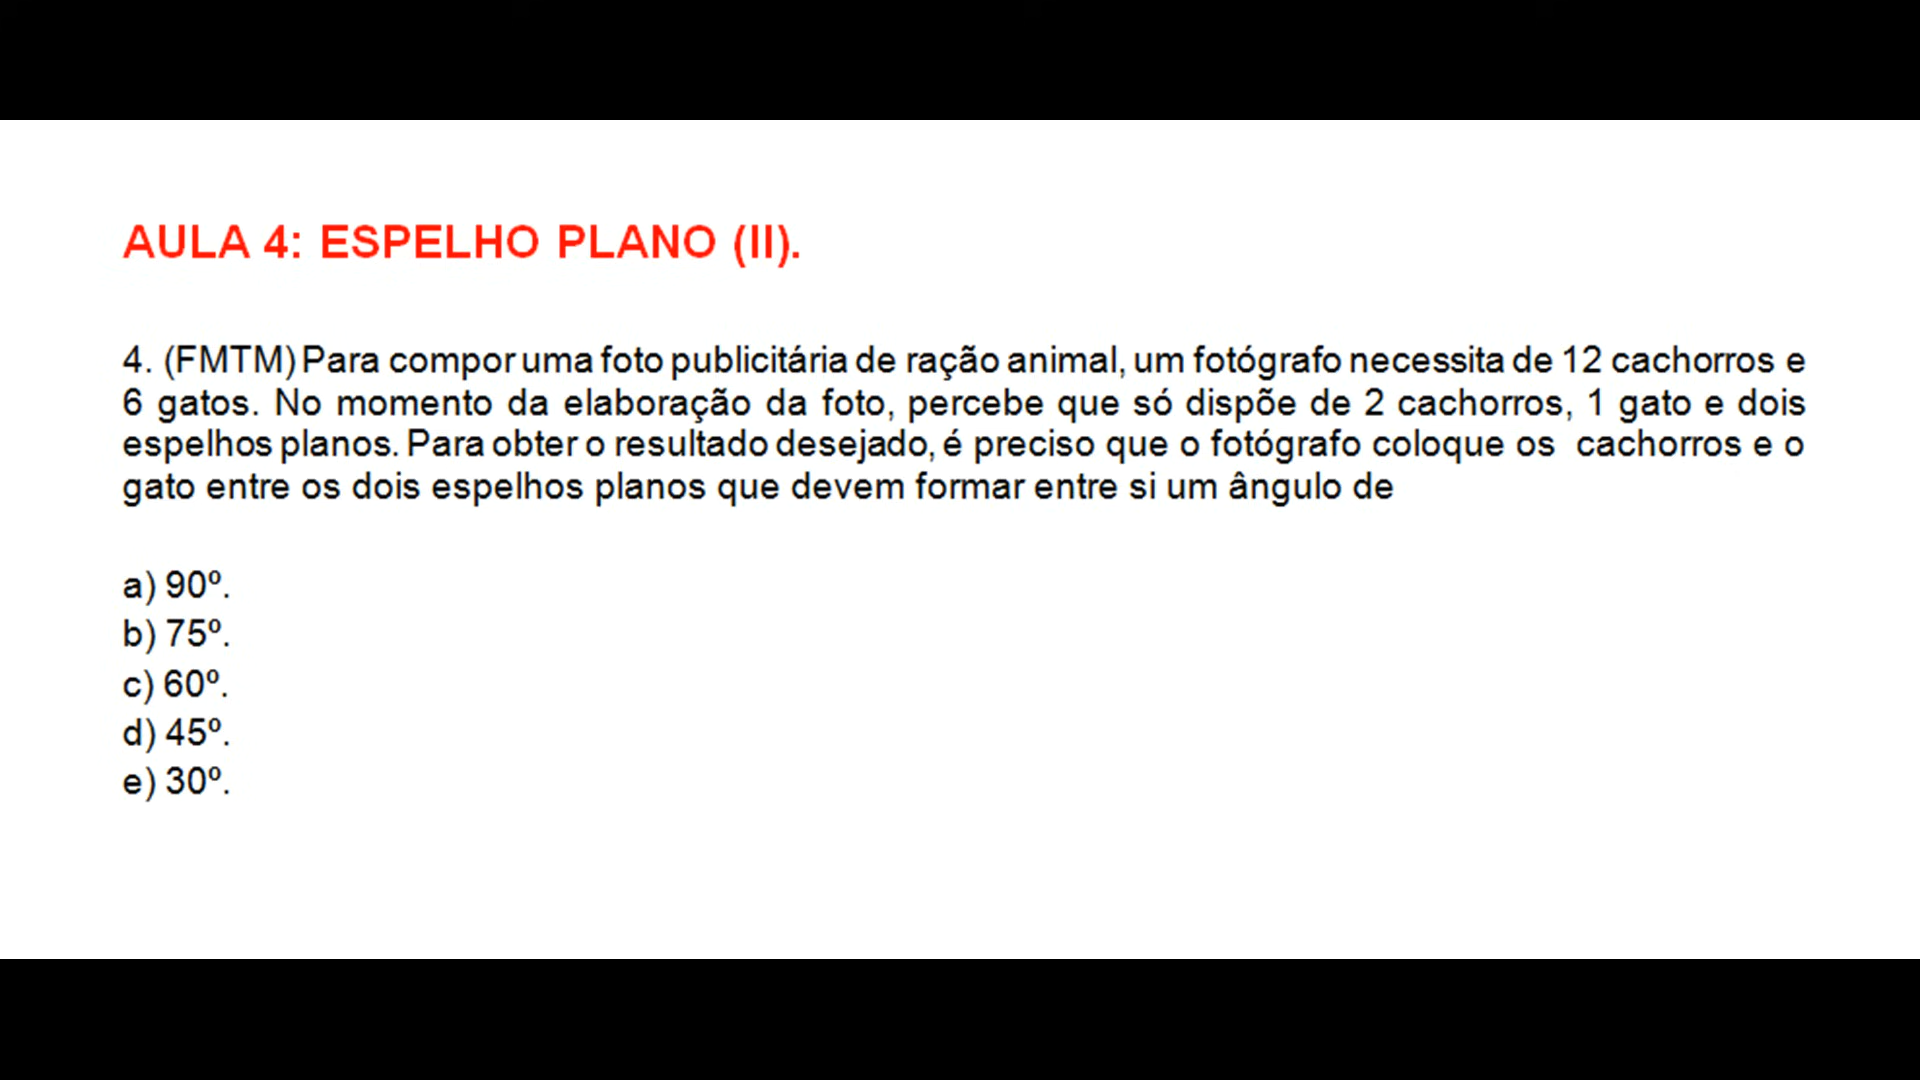 AULA 4: ESPELHO PLANO (II).
4. (FMTM) Para compor uma foto publicitária de ração animal, um fotógrafo necessita de 12 cachorros e
6 gatos. No momento da elaboração da foto, percebe que só dispõe de 2 cachorros, 1 gato e dois
espelhos planos. Para obter o resultado desejado, é preciso que o fotógrafo coloque os cachorros e o
gato entre os dois espelhos planos que devem formar entre si um ângulo de
a) 90º.
b) 75º.
c) 60º.
d) 45º.
e) 30º.